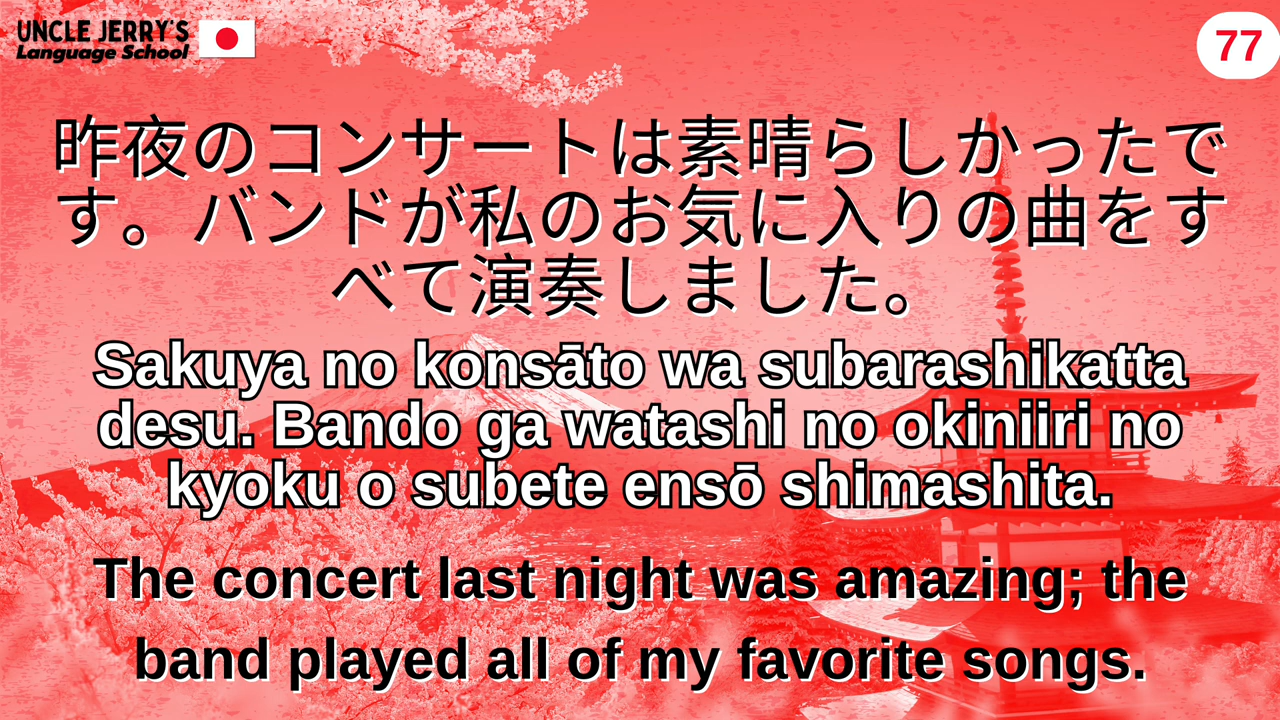 UNCLE JERRY'S
Language School
77
昨夜のコンサートは素晴らしかったで
す。バンドが私のお気に入りの曲をす
べて演奏しました。
Sakuya no konsāto wa subarashikatta
desu. Bando ga watashi no okiniiri no
kyoku o subete ensō shimashita.
The concert last night was amazing; the
band played all of my favorite songs.